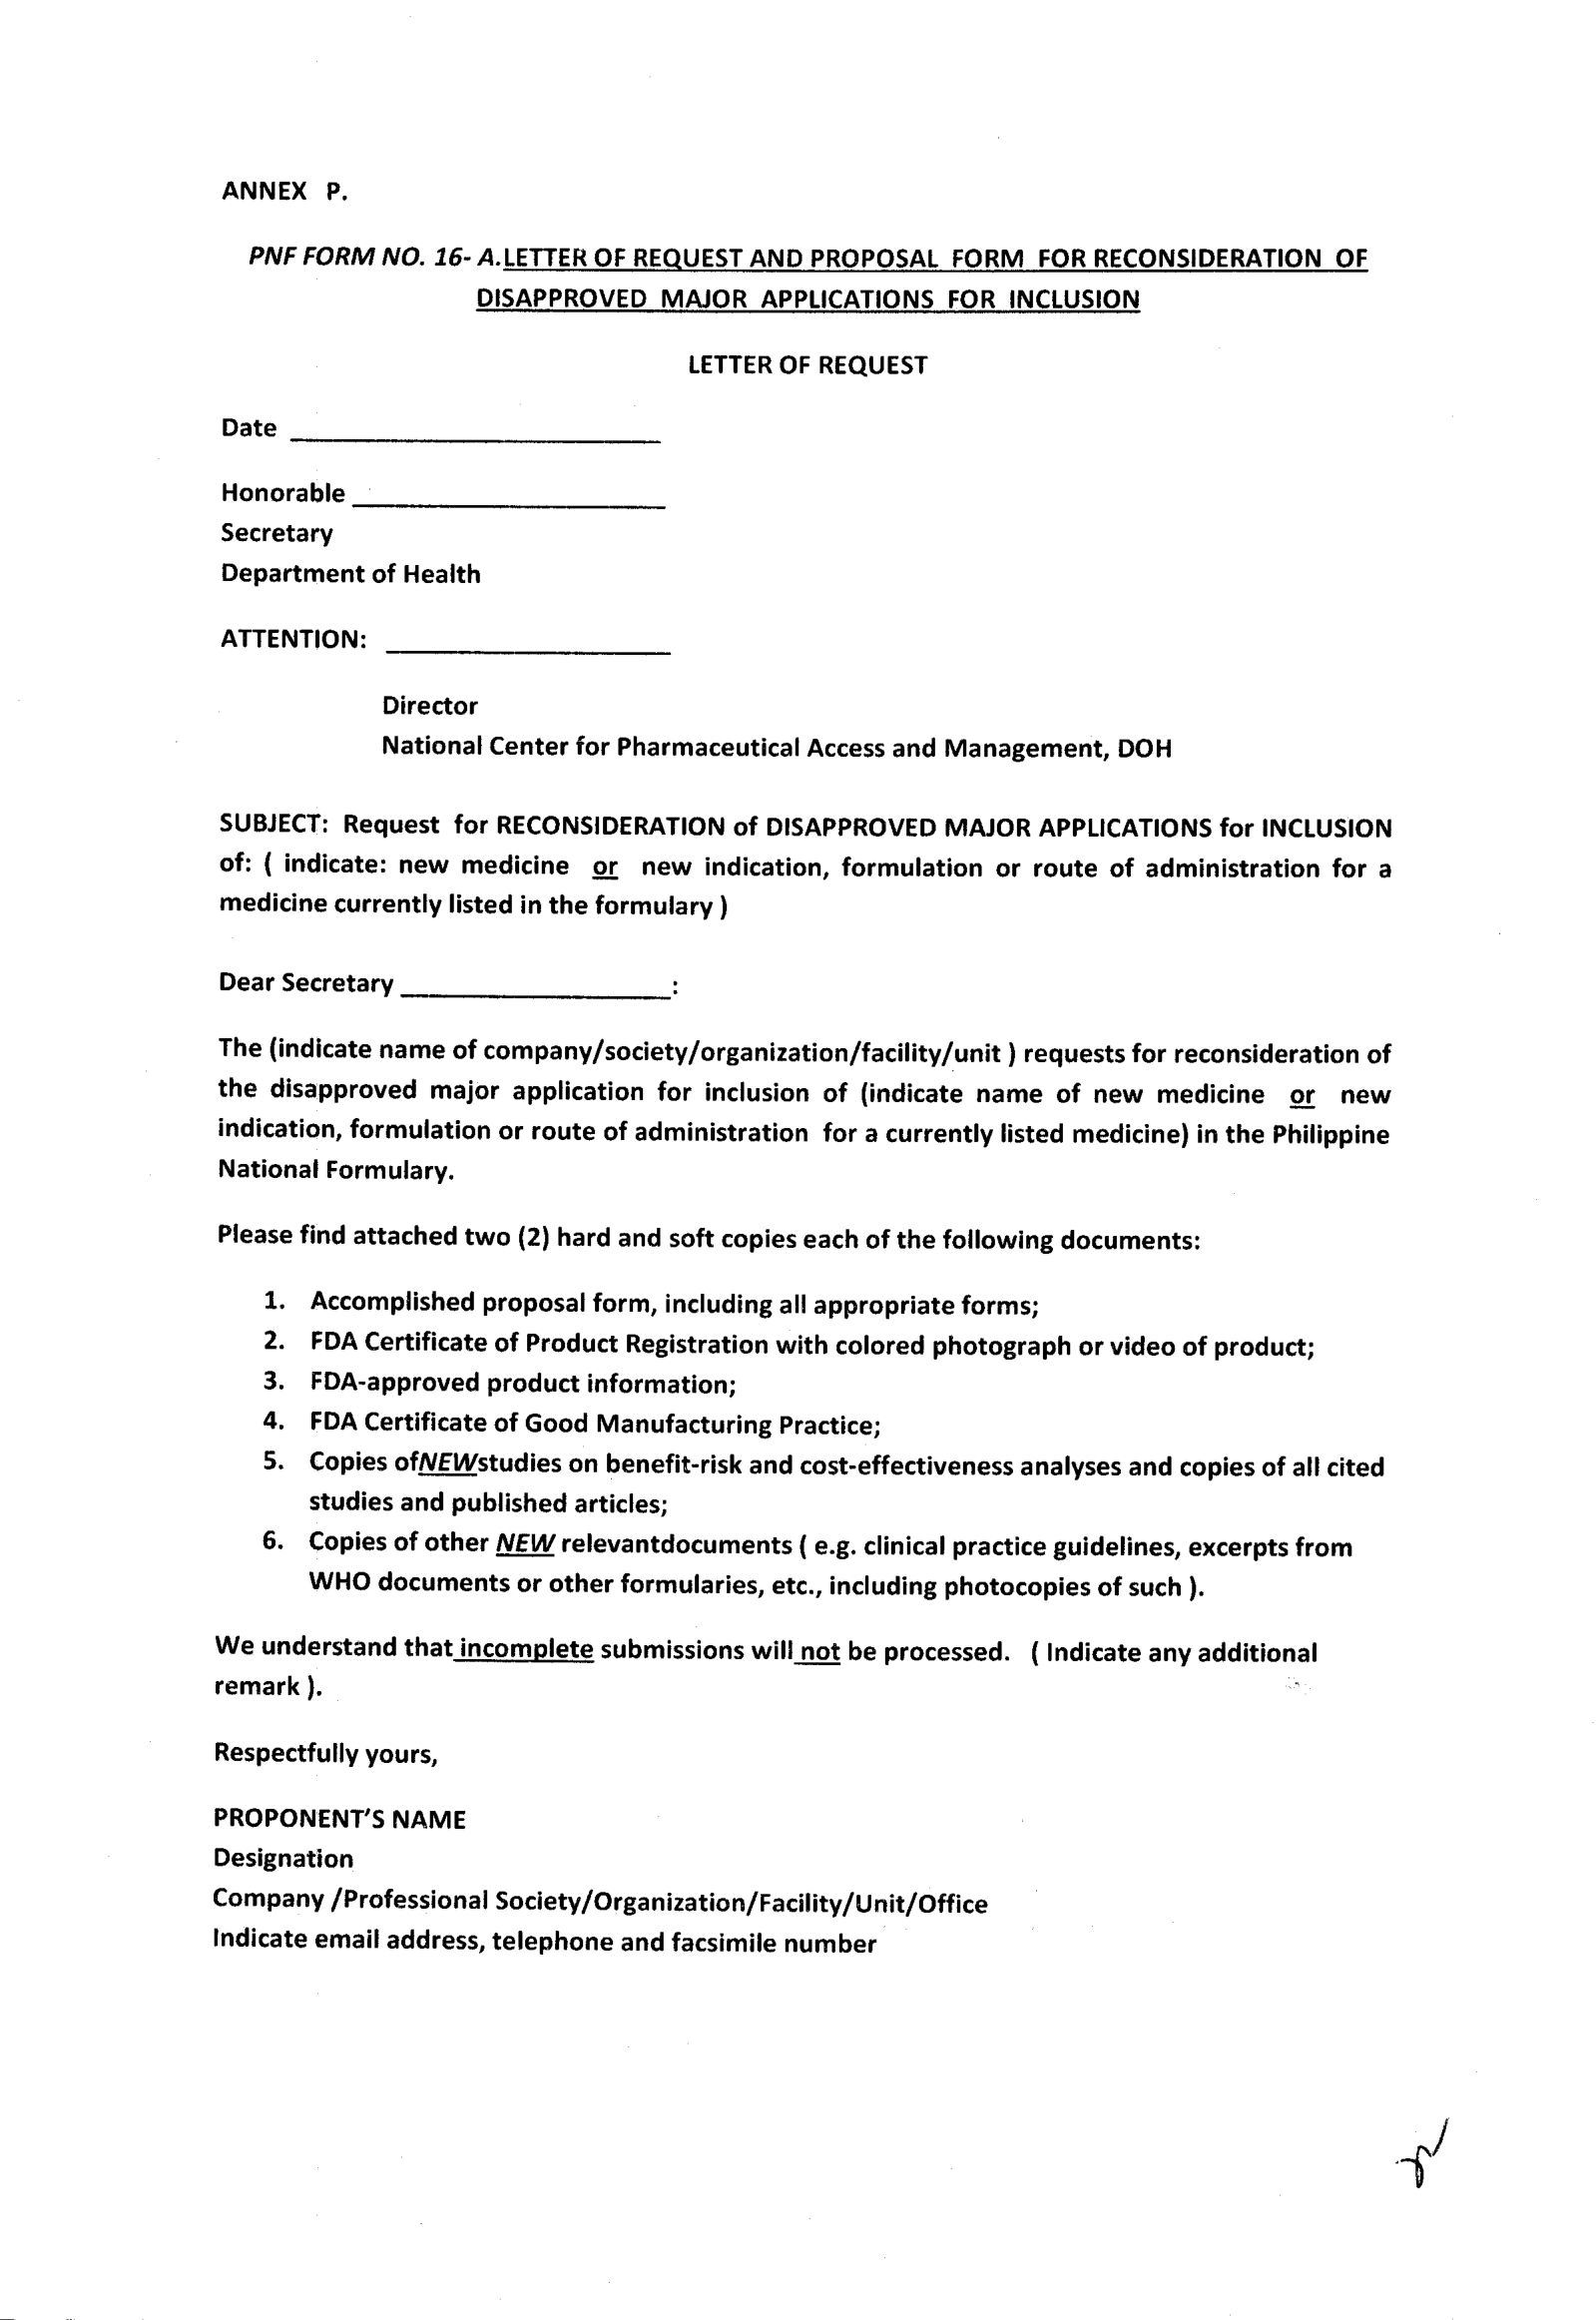 ANNEX P.
PNF FORM NO. 16- A.LETTER OF REQUEST AND PROPOSAL FORM FOR RECONSIDERATION OF
DISAPPROVED MAJOR APPLICATIONS FOR INCLUSION
LETTER OF REQUEST
Date ____________________
Honorable ____________________
Secretary
Department of Health
ATTENTION: ____________________
Director
National Center for Pharmaceutical Access and Management, DOH
SUBJECT: Request for RECONSIDERATION of DISAPPROVED MAJOR APPLICATIONS for INCLUSION
of: ( indicate: new medicine or new indication, formulation or route of administration for a
medicine currently listed in the formulary )
Dear Secretary ____________________:
The (indicate name of company/society/organization/facility/unit ) requests for reconsideration of
the disapproved major application for inclusion of (indicate name of new medicine or new
indication, formulation or route of administration for a currently listed medicine) in the Philippine
National Formulary.
Please find attached two (2) hard and soft copies each of the following documents:
1. Accomplished proposal form, including all appropriate forms;
2. FDA Certificate of Product Registration with colored photograph or video of product;
3. FDA-approved product information;
4. FDA Certificate of Good Manufacturing Practice;
5. Copies ofNEWstudies on benefit-risk and cost-effectiveness analyses and copies of all cited
studies and published articles;
6. Copies of other NEW relevantdocuments ( e.g. clinical practice guidelines, excerpts from
WHO documents or other formularies, etc., including photocopies of such ).
We understand that incomplete submissions will not be processed. ( Indicate any additional
remark ).
Respectfully yours,
PROPONENT'S NAME
Designation
Company /Professional Society/Organization/Facility/Unit/Office
Indicate email address, telephone and facsimile number